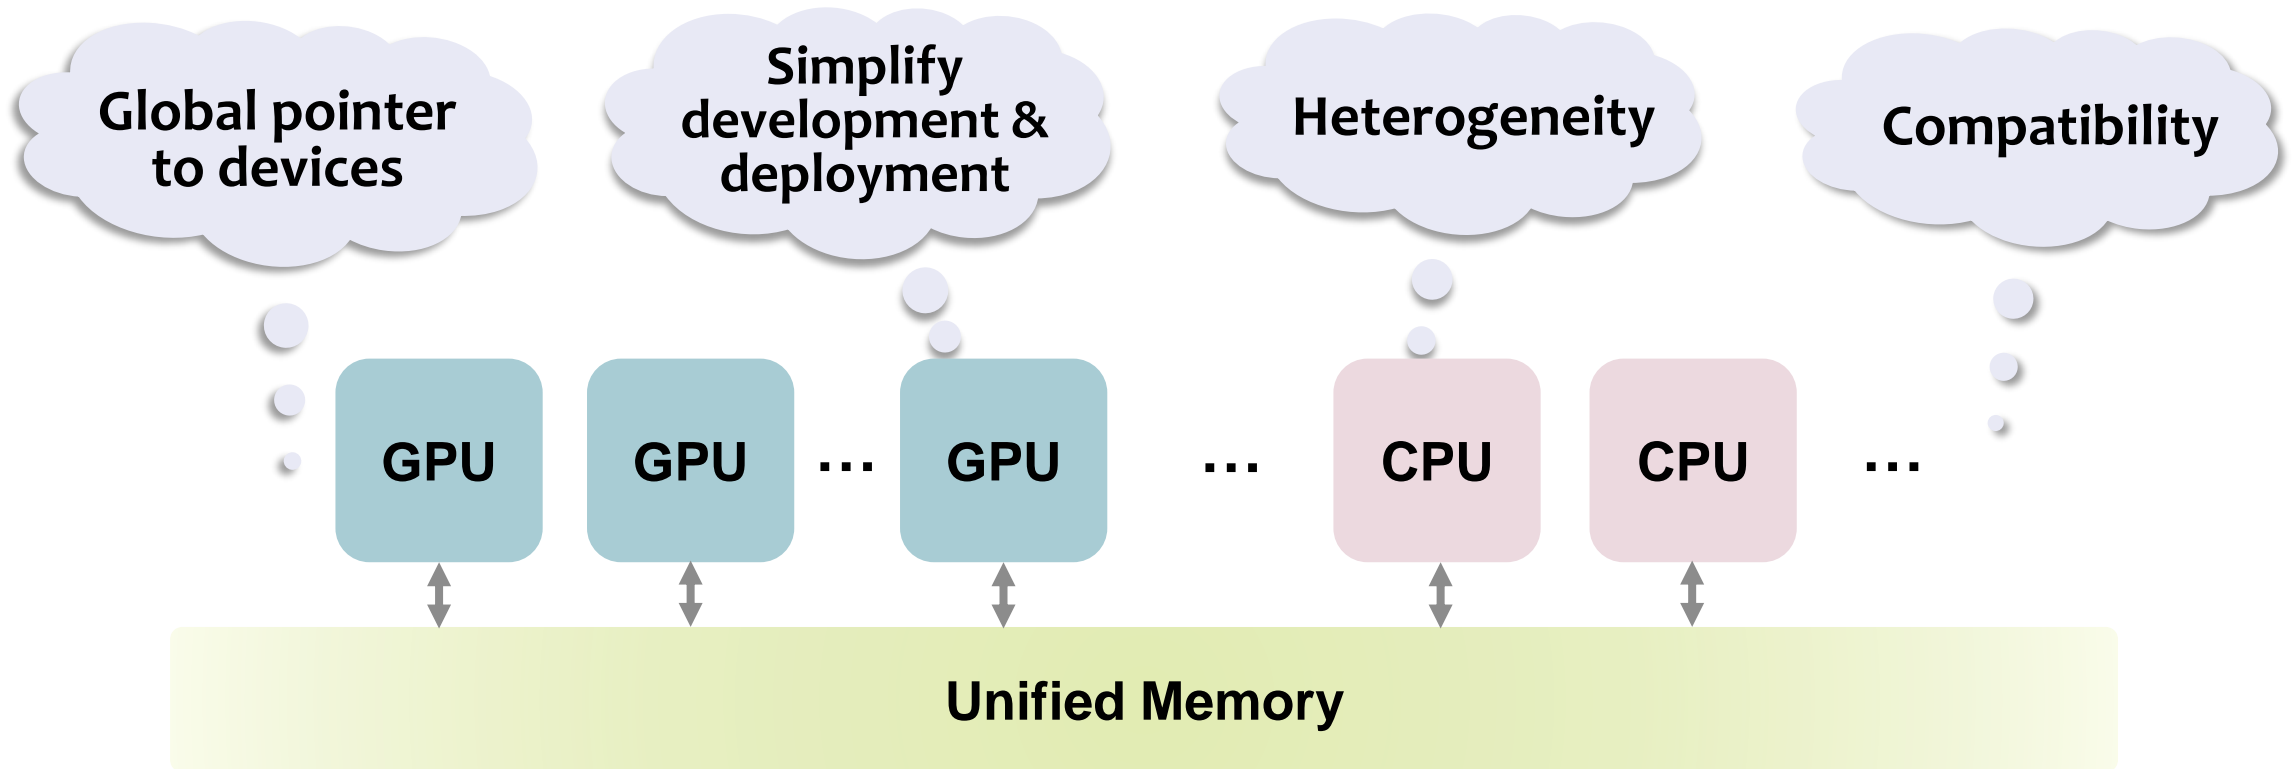 Global pointer
to devices
Simplify
development &
deployment
Heterogeneity
Compatibility
GPU
GPU
...
GPU
...
CPU
CPU
...
Unified Memory